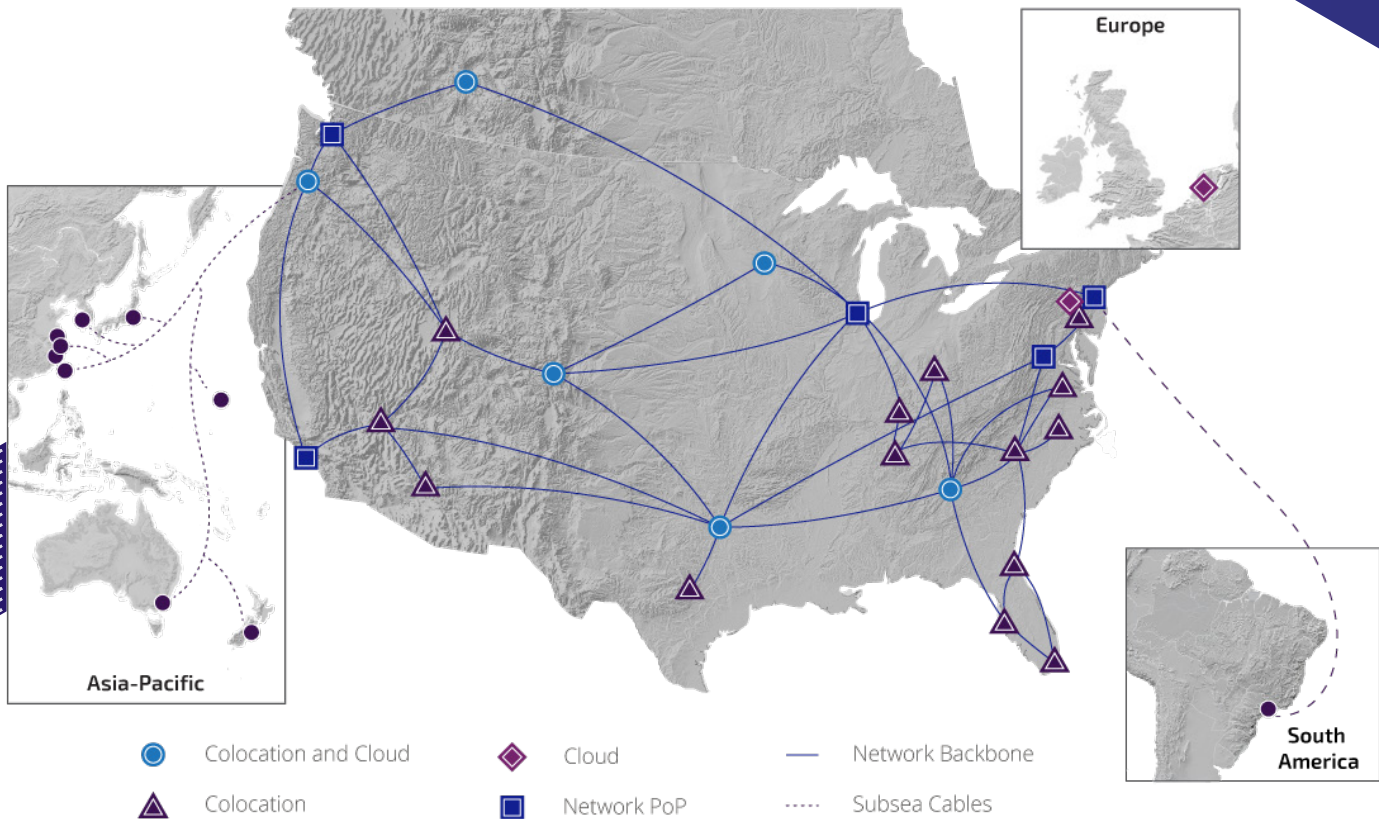 Europe
Asia-Pacific
South
America
Colocation and Cloud
Cloud
Network Backbone
Colocation
Network PoP
Subsea Cables